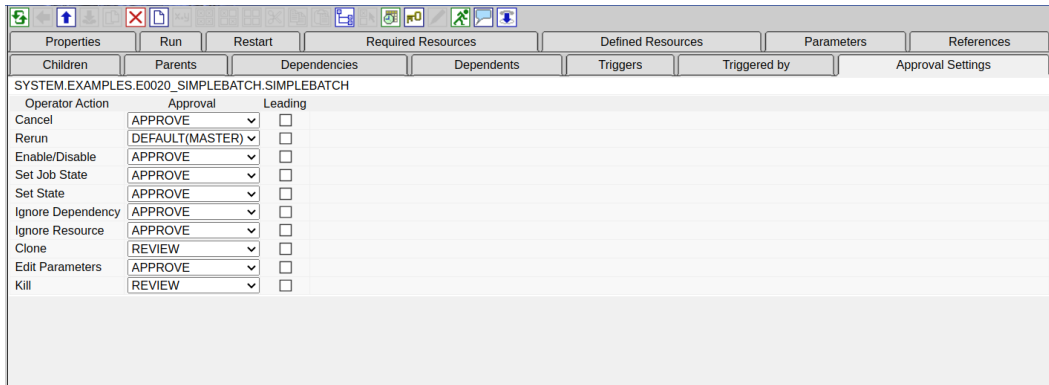 Properties Run Restart Required Resources Defined Resources Parameters References
Children Parents Dependencies Dependents Triggers Triggered by Approval Settings
SYSTEM.EXAMPLES.E0020_SIMPLEBATCH.SIMPLEBATCH
Operator Action Approval Leading
Cancel APPROVE
Rerun DEFAULT(MASTER)
Enable/Disable APPROVE
Set Job State APPROVE
Set State APPROVE
Ignore Dependency APPROVE
Ignore Resource APPROVE
Clone REVIEW
Edit Parameters APPROVE
Kill REVIEW